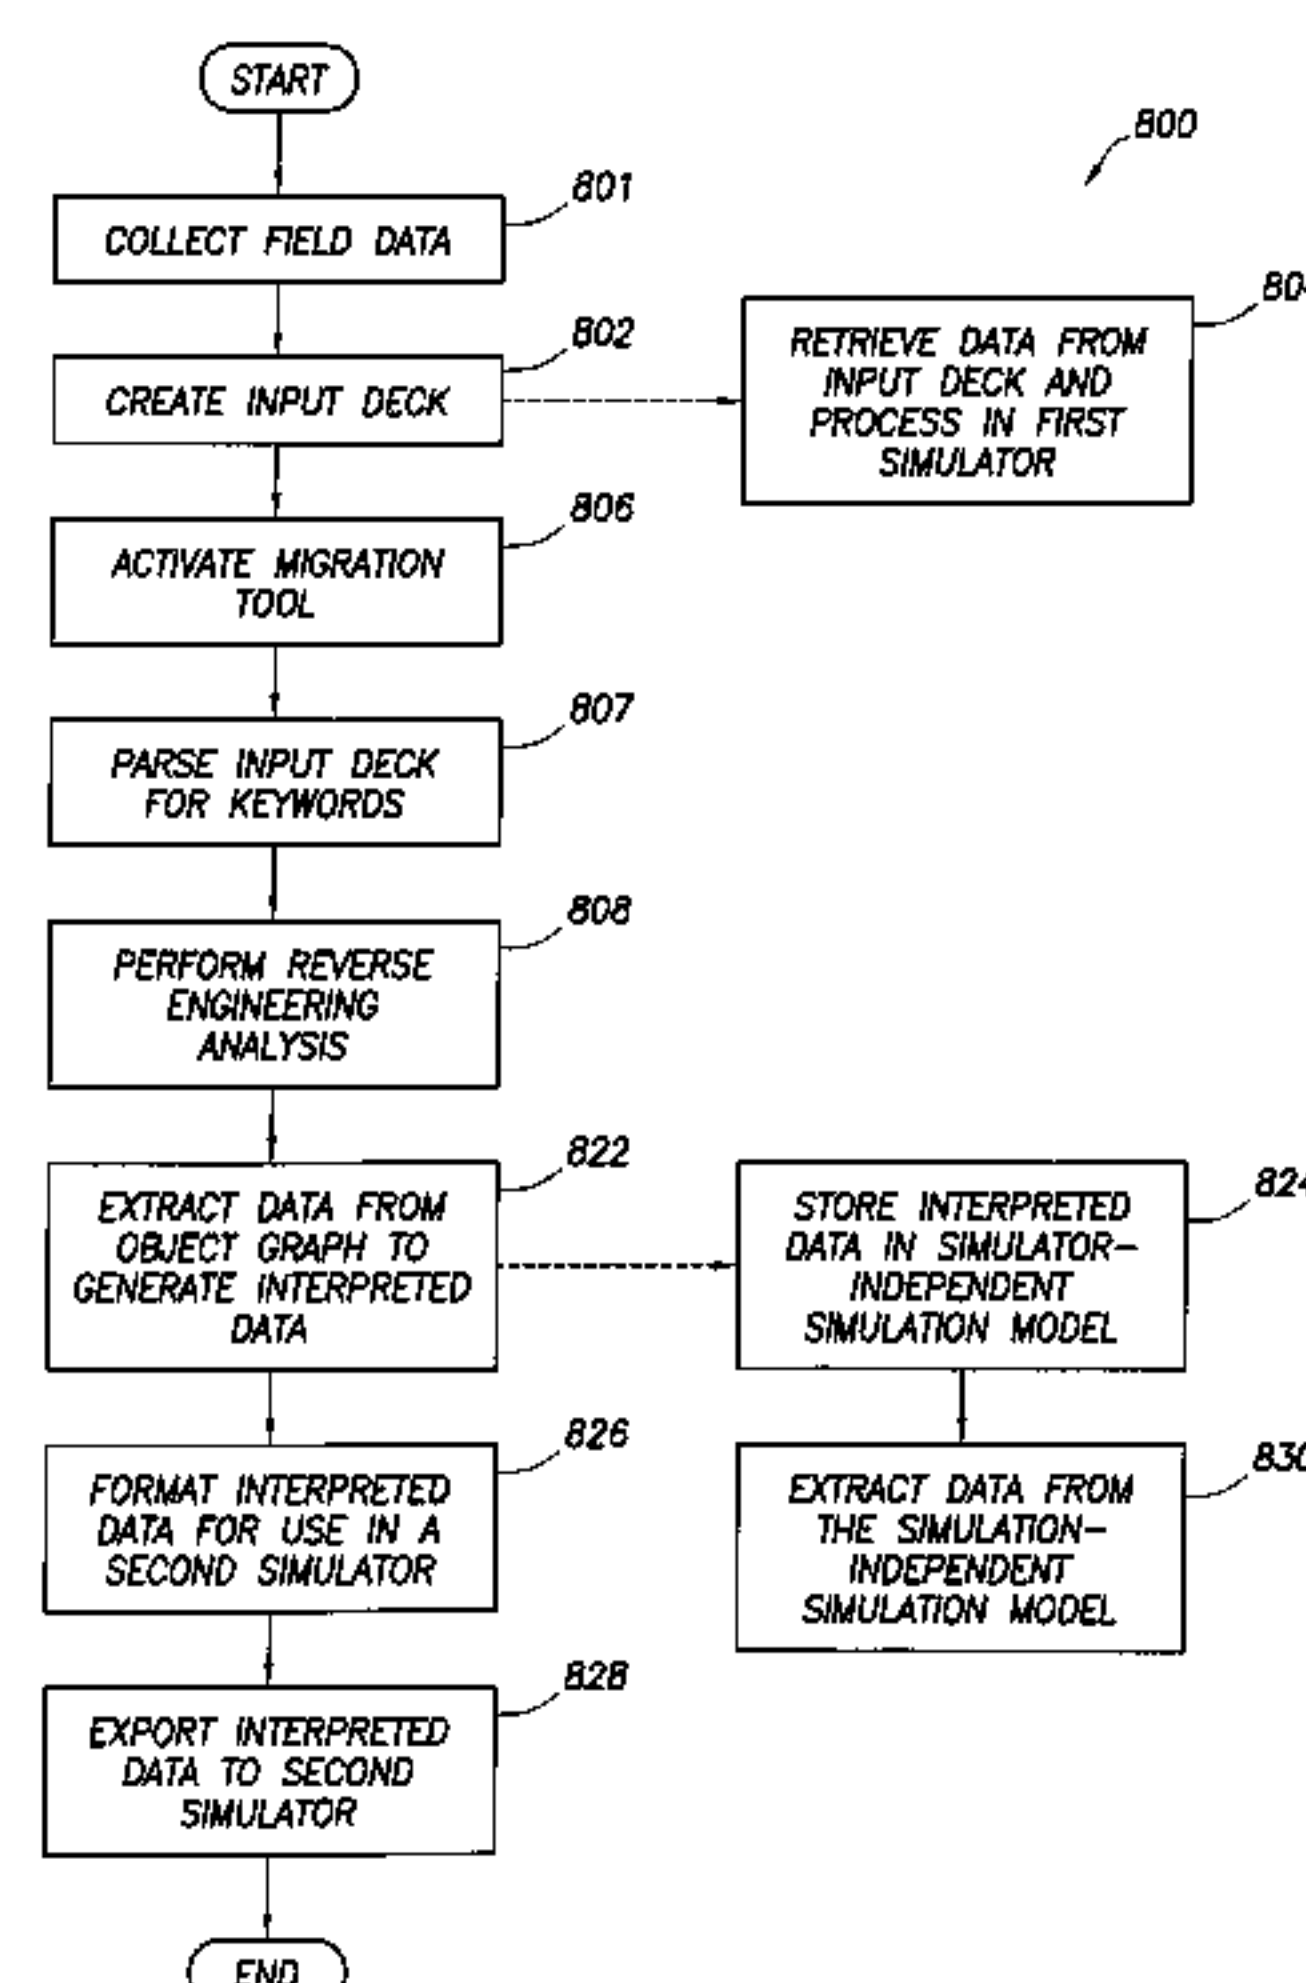 START
800
801
COLLECT FIELD DATA
802
CREATE INPUT DECK
RETRIEVE DATA FROM
INPUT DECK AND
PROCESS IN FIRST
SIMULATOR
806
ACTIVATE MIGRATION
TOOL
807
PARSE INPUT DECK
FOR KEYWORDS
808
PERFORM REVERSE
ENGINEERING
ANALYSIS
822
EXTRACT DATA FROM
OBJECT GRAPH TO
GENERATE INTERPRETED
DATA
824
STORE INTERPRETED
DATA IN SIMULATOR-
INDEPENDENT
SIMULATION MODEL
826
FORMAT INTERPRETED
DATA FOR USE IN A
SECOND SIMULATOR
830
EXTRACT DATA FROM
THE SIMULATION-
INDEPENDENT
SIMULATION MODEL
828
EXPORT INTERPRETED
DATA TO SECOND
SIMULATOR
END